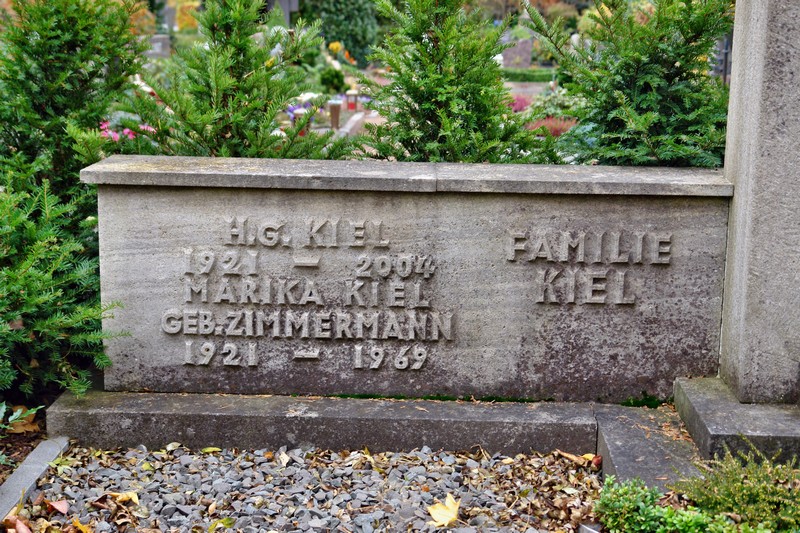 H.G. KIEL
1921 — 2004
MARIKA KIEL
GEB. ZIMMERMANN
1921 — 1969
FAMILIE
KIEL